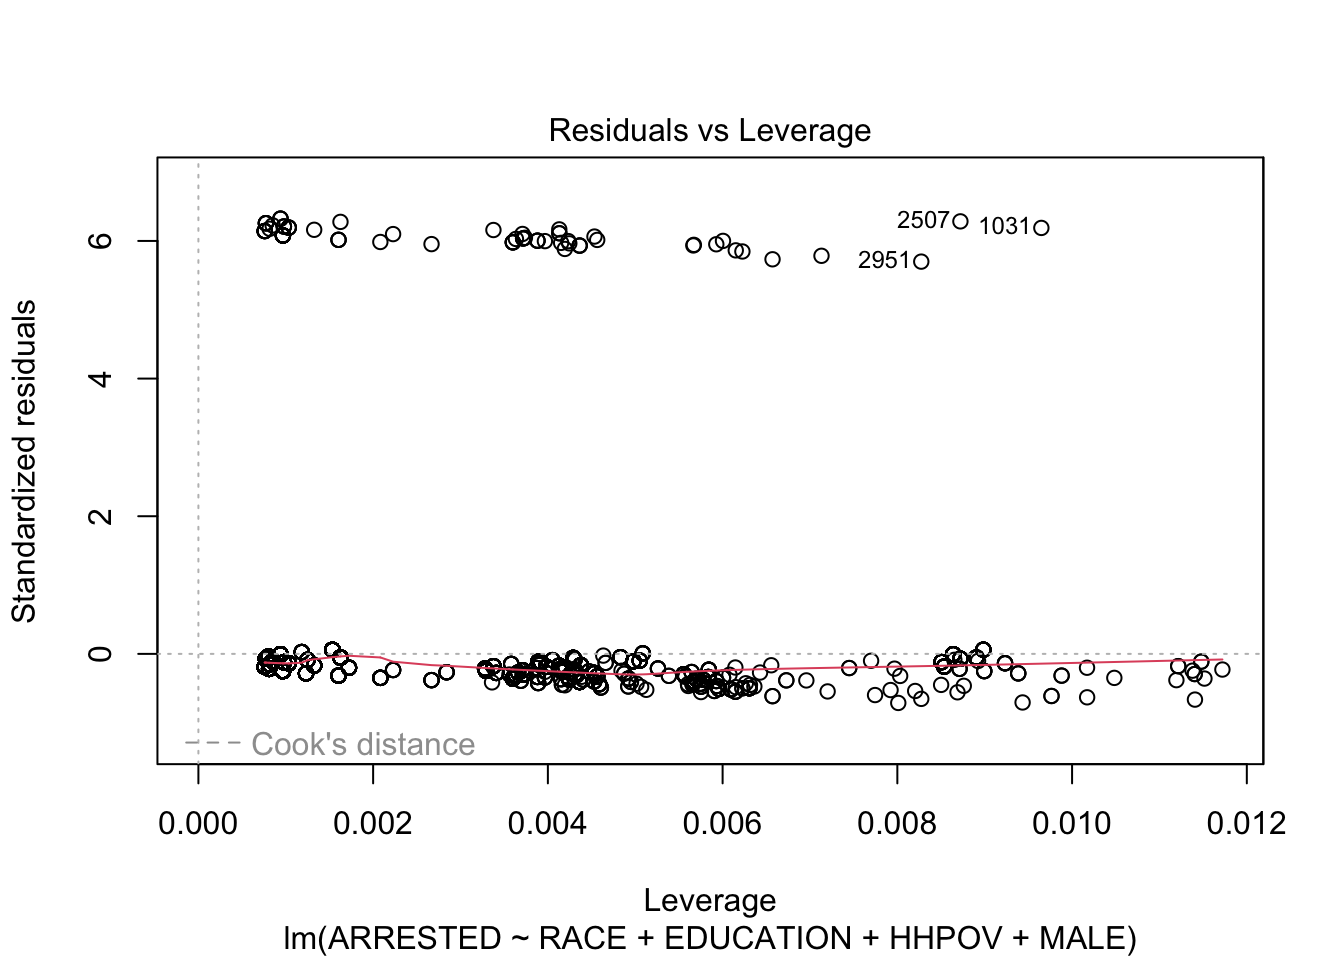 Residuals vs Leverage
Standardized residuals
6
4
2
0
2507
1031
2951
Cook's distance
0.000 0.002 0.004 0.006 0.008 0.010 0.012
Leverage
lm(ARRESTED ~ RACE + EDUCATION + HHPOV + MALE)